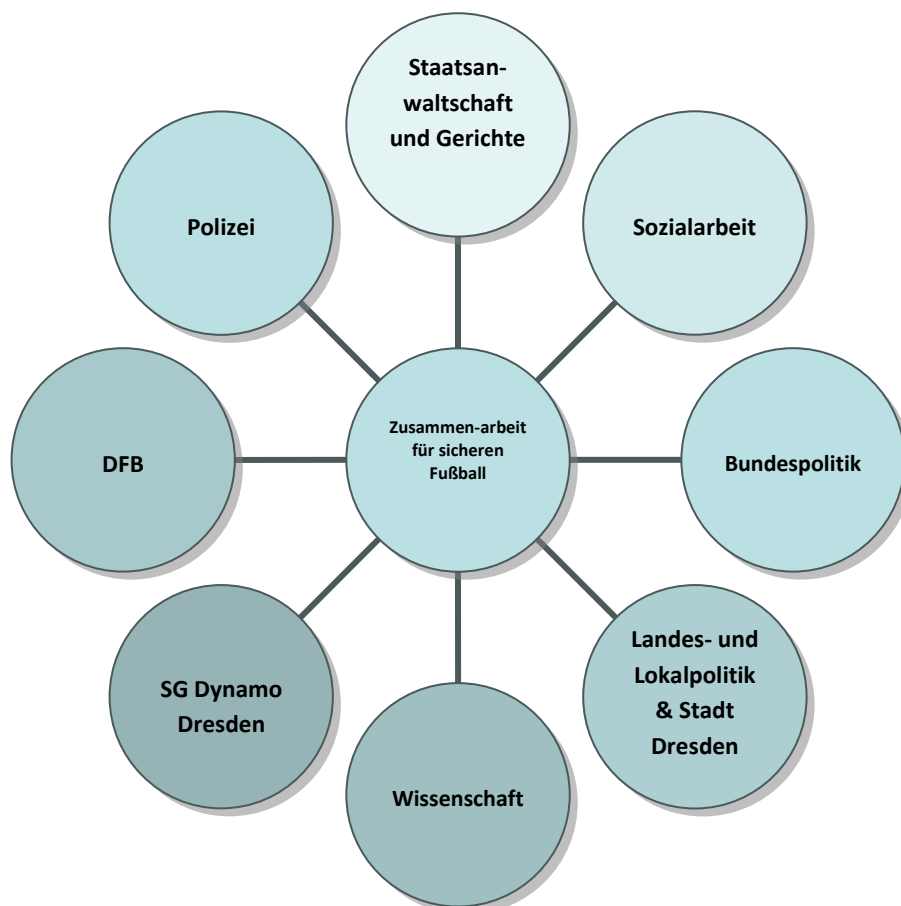 Staatsan-
waltschaft
und Gerichte
Polizei
Sozialarbeit
Zusammen-arbeit
für sicheren
Fußball
DFB
Bundespolitik
SG Dynamo
Dresden
Landes- und
Lokalpolitik
& Stadt
Dresden
Wissenschaft